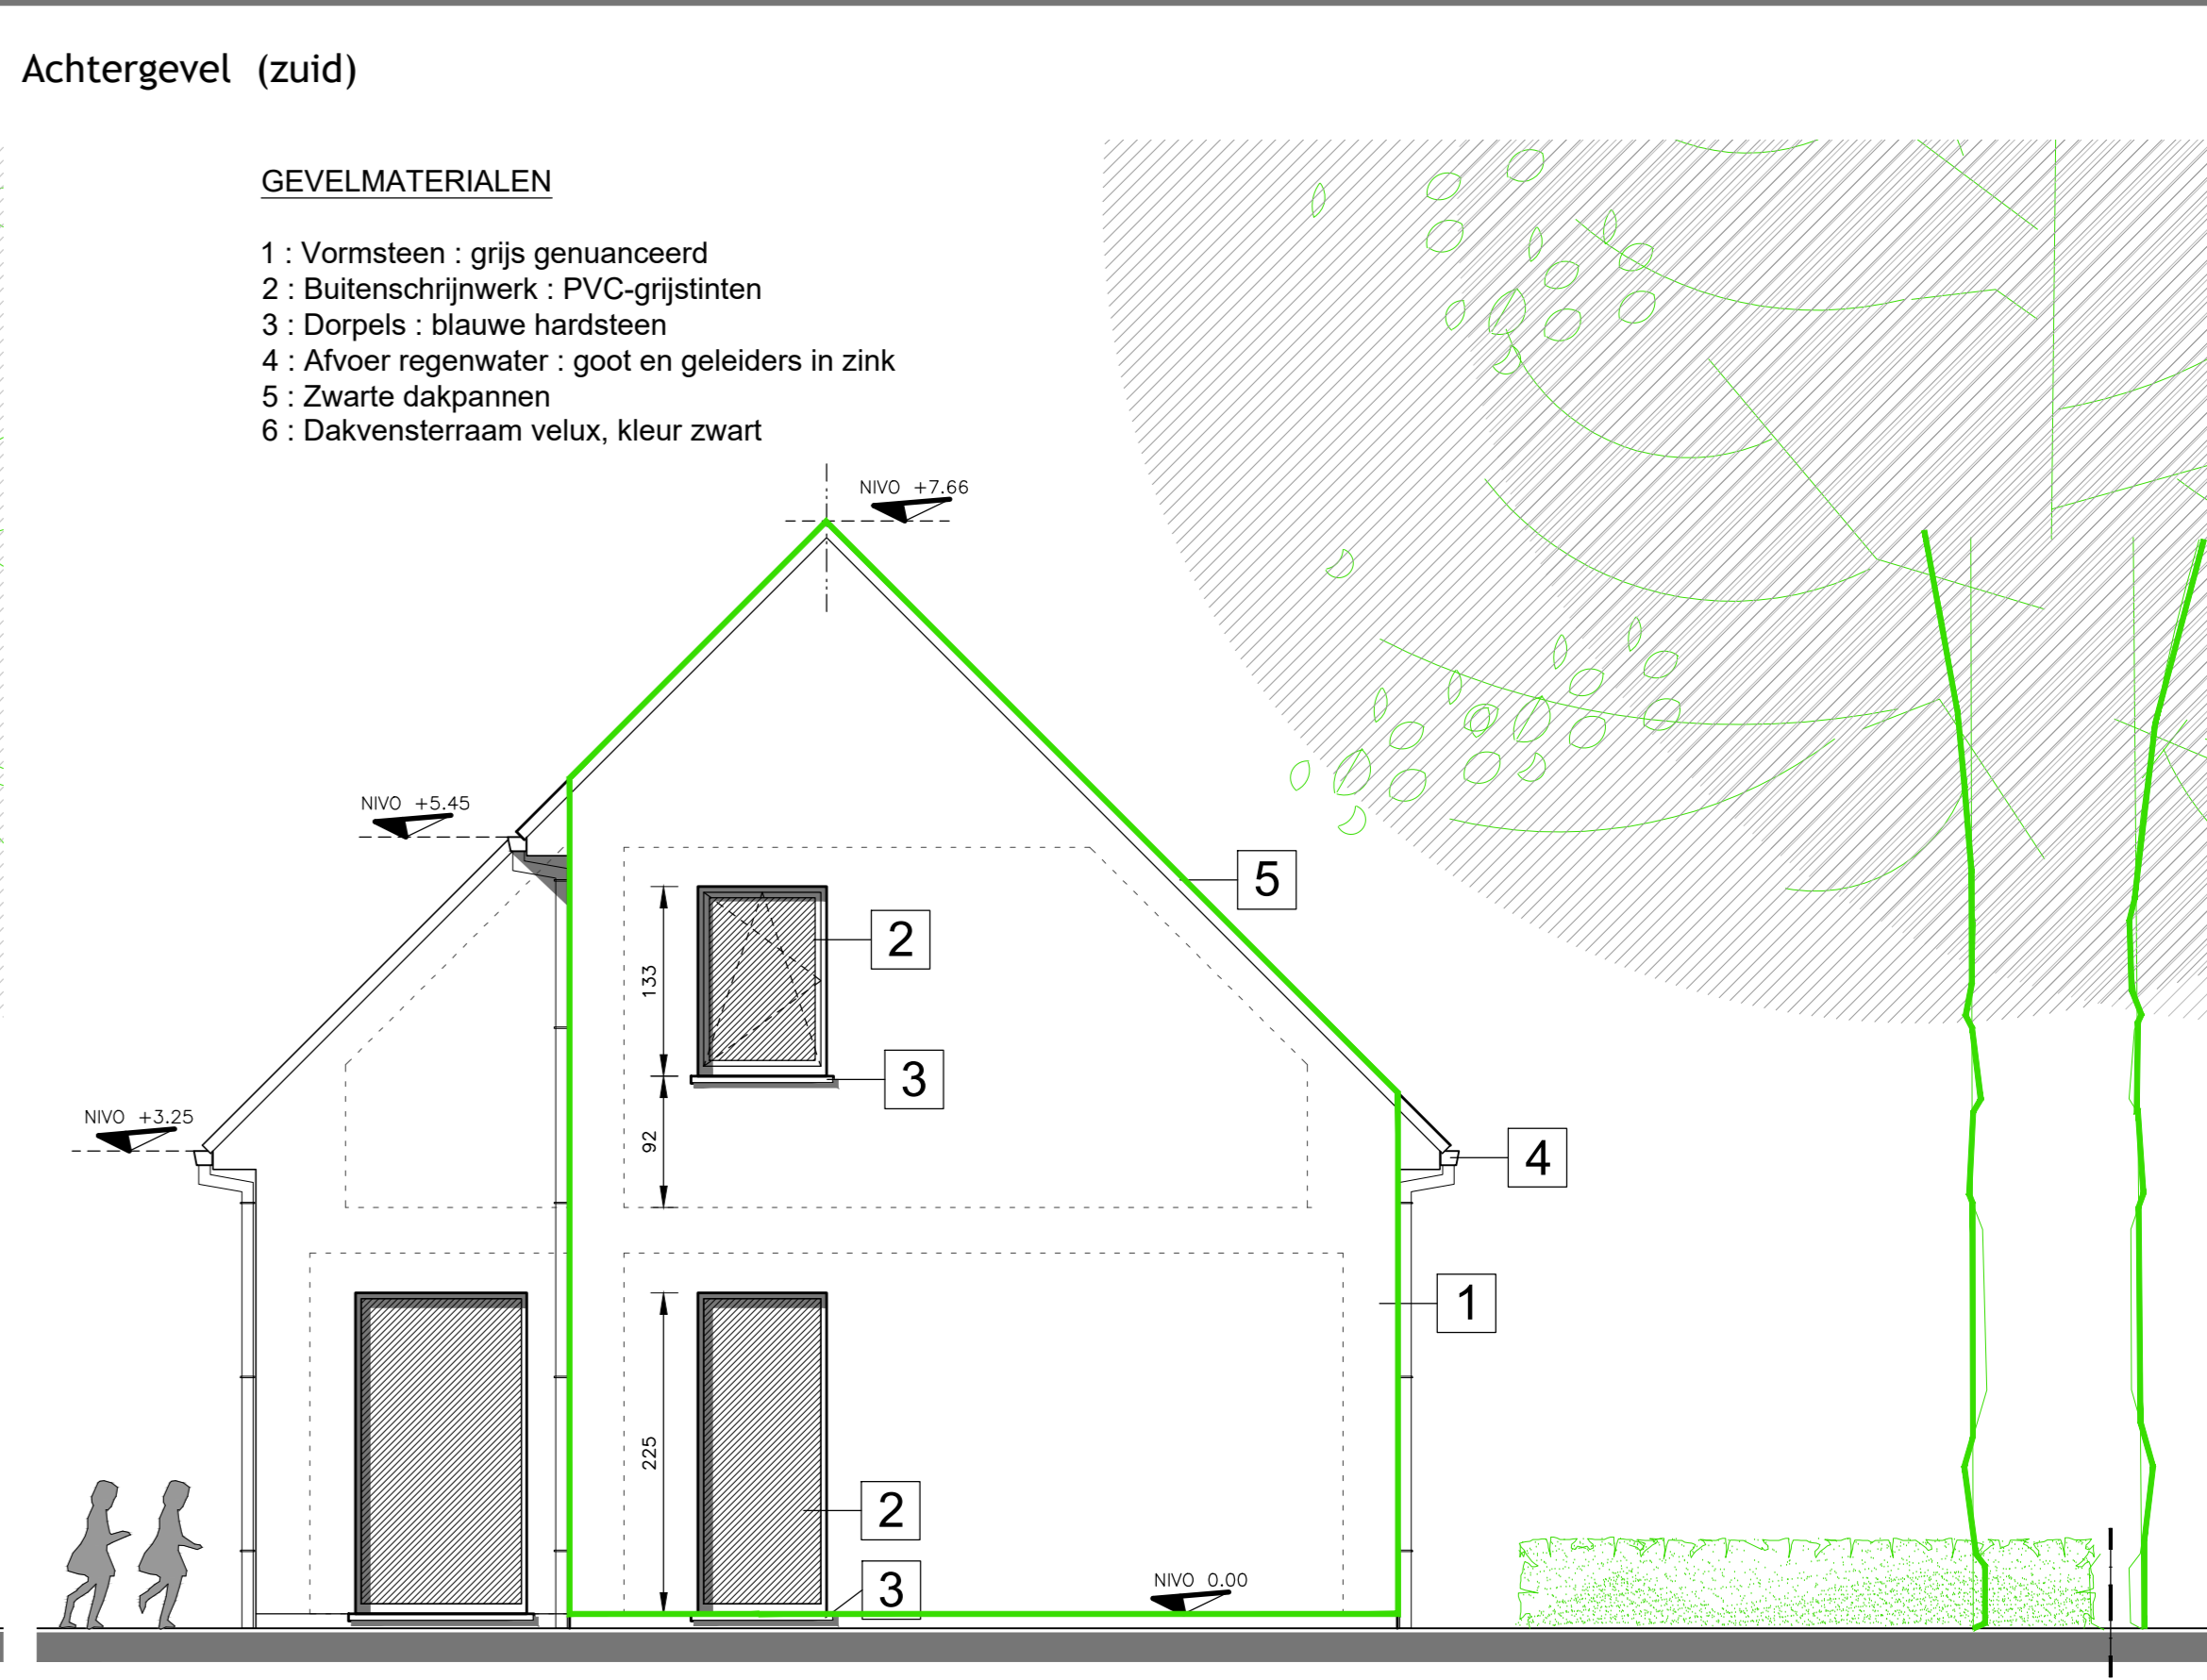 Achtergevel (zuid)
GEVELMATERIALEN
1 : Vormsteen : grijs genuanceerd
2 : Buitenschrijnwerk : PVC-grijstinten
3 : Dorpels : blauwe hardsteen
4 : Afvoer regenwater : goot en geleiders in zink
5 : Zwarte dakpannen
6 : Dakvensterraam velux, kleur zwart
NIVO +7.66
NIVO +5.45
5
2
133
3
NIVO +3.25
92
4
1
225
2
NIVO 0.00
3